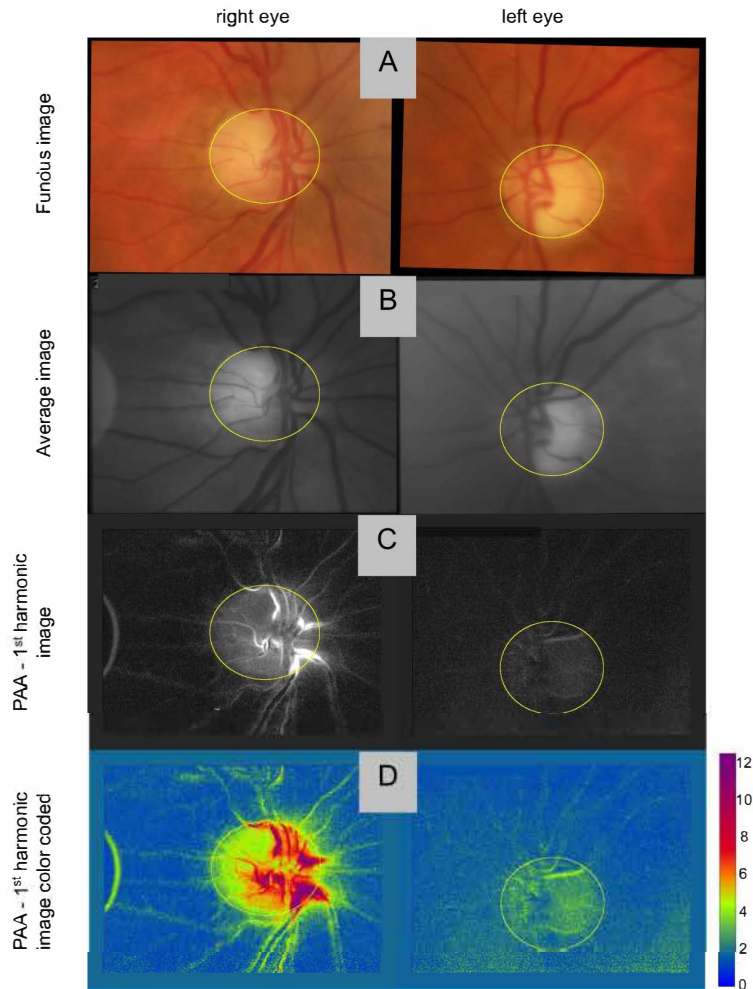 right eye
left eye
A
Funous image
B
Average image
C
PAA - 1st harmonic
image
D
PAA - 1st harmonic
image color coded
12
10
8
6
4
2
0